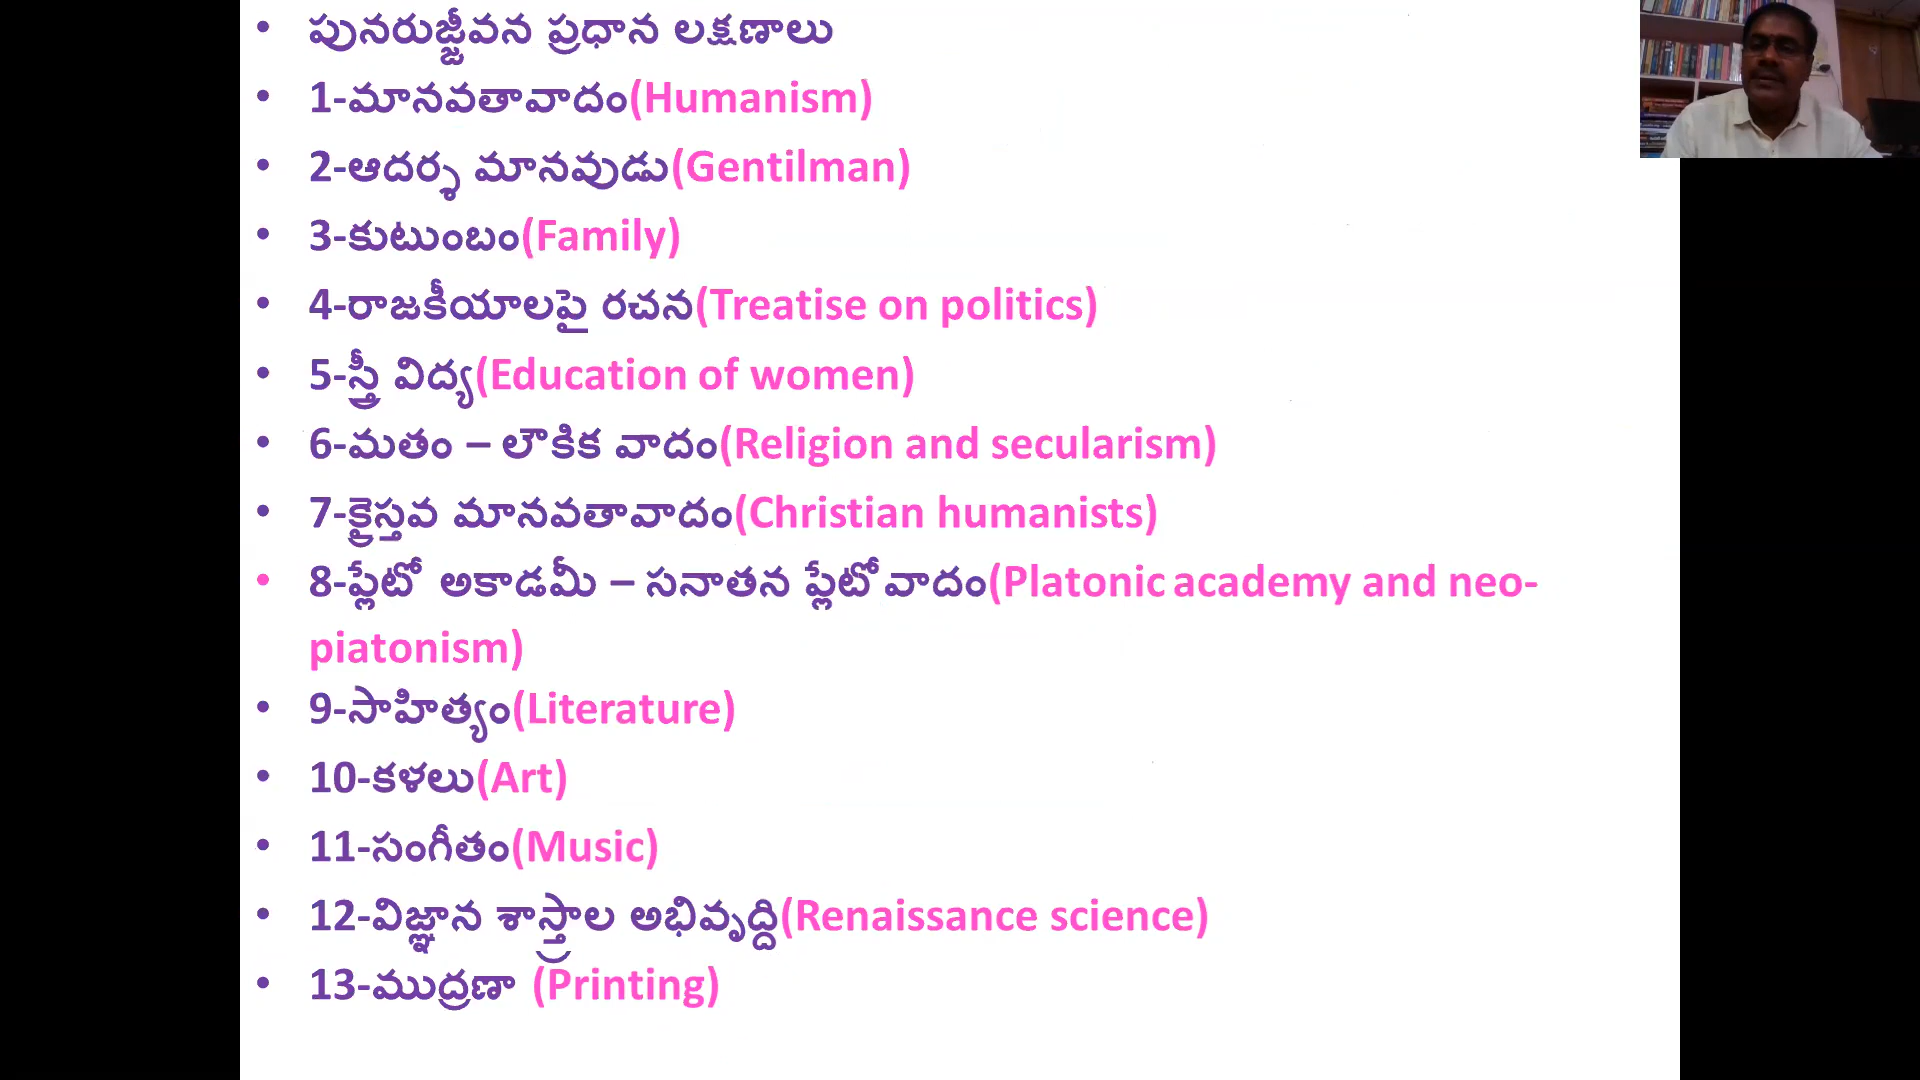 పునరుజ్జీవన ప్రధాన లక్షణాలు
1-మానవతావాదం(Humanism)
2-ఆదర్శ మానవుడు(Gentilman)
3-కుటుంబం(Family)
4-రాజకీయాలపై రచన(Treatise on politics)
5-స్త్రీ విద్య(Education of women)
6-మతం – లౌకిక వాదం(Religion and secularism)
7-క్రైస్తవ మానవతావాదం(Christian humanists)
8-ప్లేటో అకాడమీ – సనాతన ప్లేటో వాదం(Platonic academy and neo-
piatonism)
9-సాహిత్యం(Literature)
10-కళలు(Art)
11-సంగీతం(Music)
12-విజ్ఞాన శాస్త్రాల అభివృద్ది(Renaissance science)
13-ముద్రణా (Printing)